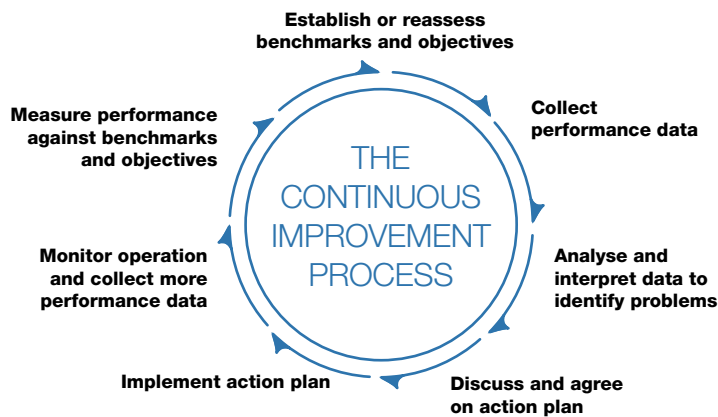 Establish or reassess
benchmarks and objectives
Collect
performance data
Analyse and
interpret data to
identify problems
Discuss and agree
on action plan
Implement action plan
Monitor operation
and collect more
performance data
Measure performance
against benchmarks
and objectives
THE
CONTINUOUS
IMPROVEMENT
PROCESS